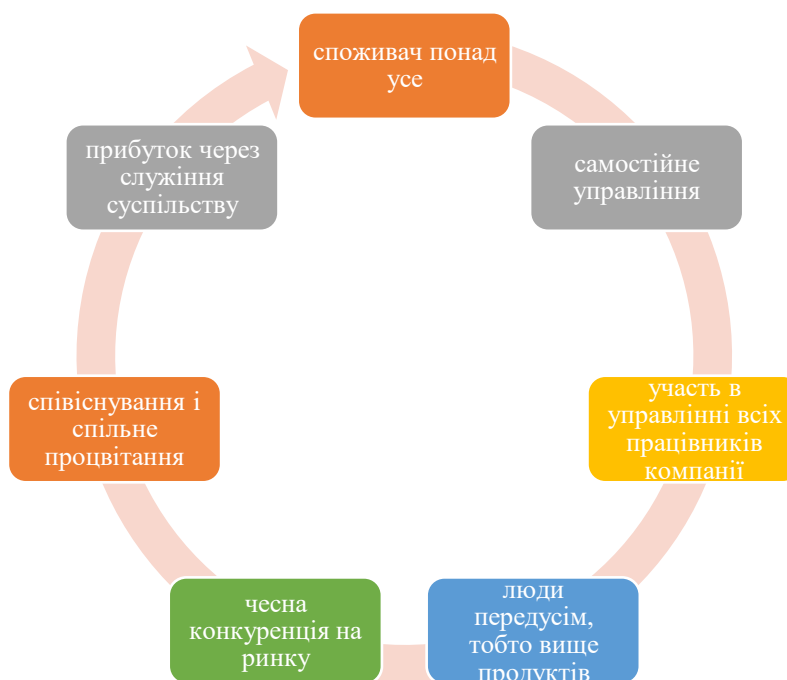 споживач понад
усе
самостійне
управління
участь в
управлінні всіх
працівників
компанії
люди
передусім,
тобто вище
продуктів
чесна
конкуренція на
ринку
співіснування і
спільне
процвітання
прибуток через
служіння
суспільству